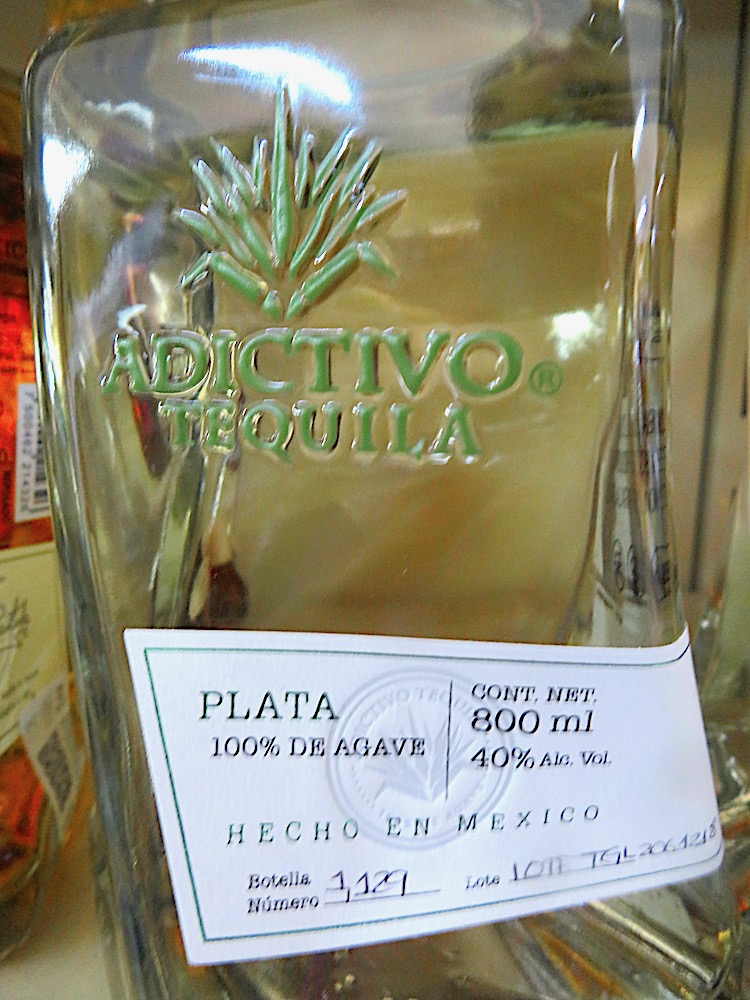 ADICTIVO®
TEQUILA
PLATA
100% DE AGAVE
CONT. NET.
800 ml
40% Alc. Vol.
HECHO EN MEXICO
Botella
Número 1,129
Lote LOTE